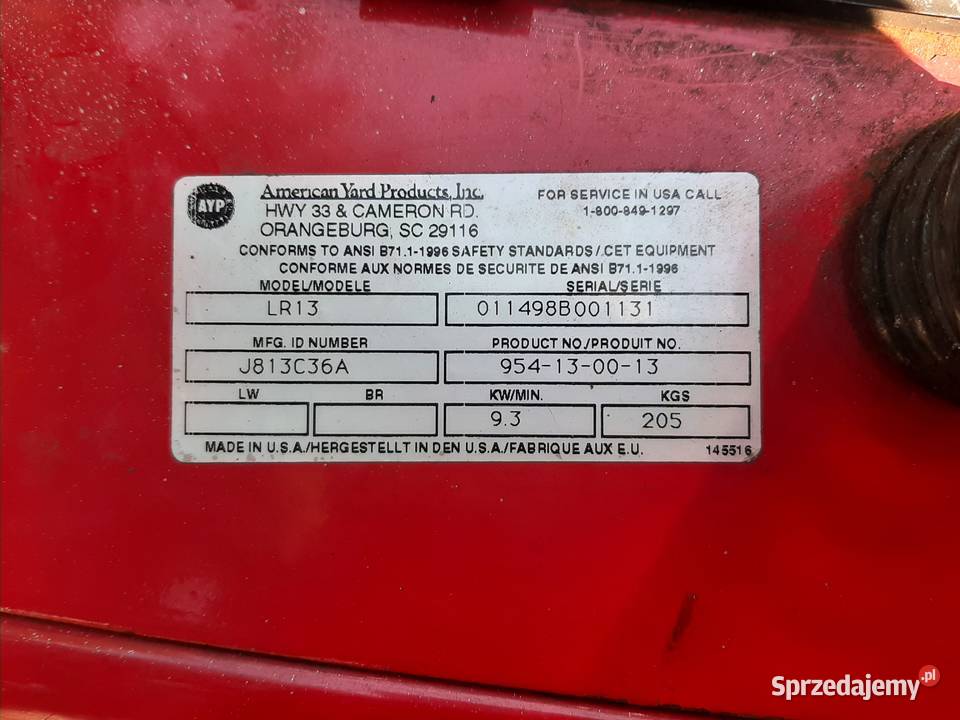 AYP
American Yard Products, Inc.
HWY 33 & CAMERON RD.
ORANGEBURG, SC 29116
FOR SERVICE IN USA CALL
1-800-849-1297
CONFORMS TO ANSI B71.1-1996 SAFETY STANDARDS / CET EQUIPMENT
CONFORME AUX NORMES DE SECURITE DE ANSI B71.1-1996
MODEL/MODELE SERIAL/SERIE
LR13 011498B001131
MFG. ID NUMBER PRODUCT NO./PRODUIT NO.
J813C36A 954-13-00-13
LW BR KW/MIN. KGS
9.3 205
MADE IN U.S.A./HERGESTELLT IN DEN U.S.A./FABRIQUE AUX E.U. 145516
Sprzedajemy.pl